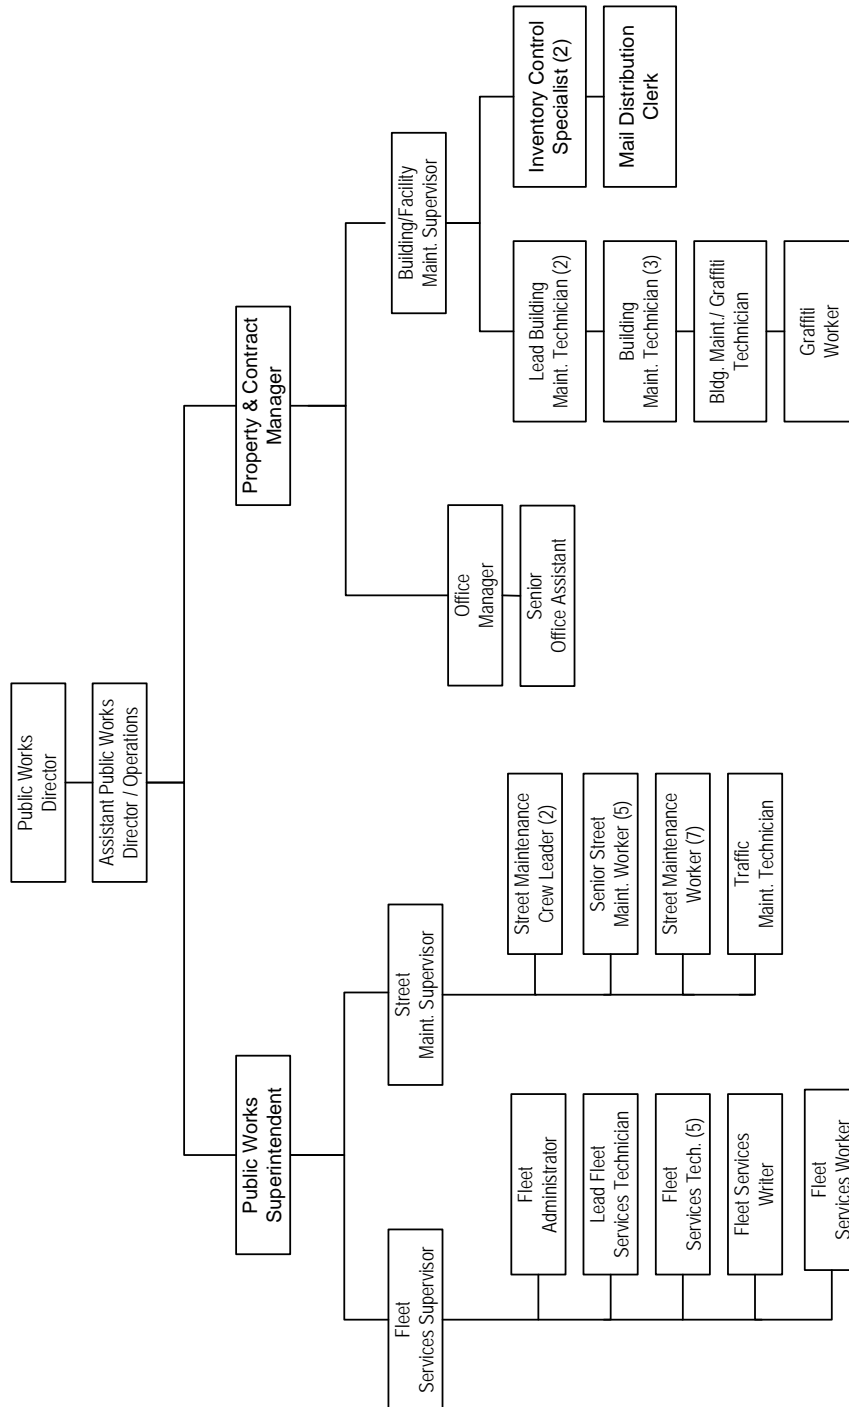 Public Works
Director
Assistant Public Works
Director / Operations
Public Works
Superintendent
Property & Contract
Manager
Fleet
Services Supervisor
Street
Maint. Supervisor
Office
Manager
Senior
Office Assistant
Building/Facility
Maint. Supervisor
Fleet
Administrator
Lead Fleet
Services Technician
Fleet
Services Tech. (5)
Fleet Services
Writer
Fleet
Services Worker
Street Maintenance
Crew Leader (2)
Senior Street
Maint. Worker (5)
Street Maintenance
Worker (7)
Traffic
Maint. Technician
Lead Building
Maint. Technician (2)
Building
Maint. Technician (3)
Bldg. Maint./ Graffiti
Technician
Graffiti
Worker
Inventory Control
Specialist (2)
Mail Distribution
Clerk